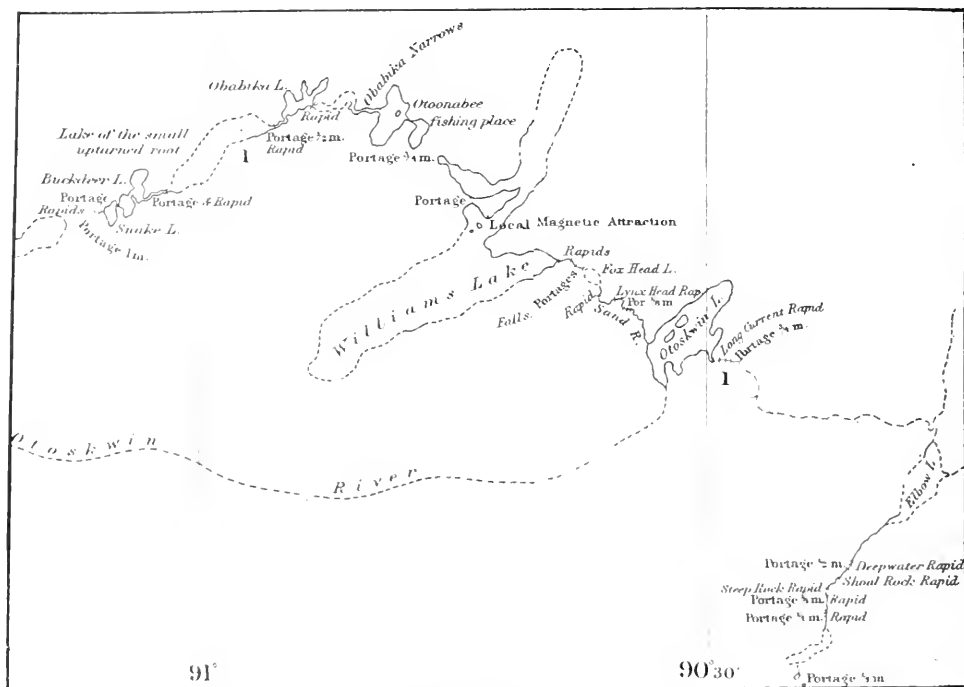 Obabika Narrows
Obabika L.
Otoonabee
fishing place
Rapid
Portage ½ m.
Rapid
Lake of the small
upturned root
1
Portage ¼ m.
Buckdeer L.
Portage
Rapids
Portage & Rapid
Snake L.
Portage 1 m.
Portage
Local Magnetic Attraction
Williams Lake
Rapids
Fox Head L.
Portages
Falls.
Rapid
Lynx Head Rap.
Por. m
Sand R.
Otoskwin L.
Long Current Rapid
Portage m.
1
Otoskwin River
Elbow L.
Portage m.
Deepwater Rapid
Shoal Rock Rapid
Steep Rock Rapid
Portage m. Rapid
Portage m. Rapid
91°
90°30'
Portage m